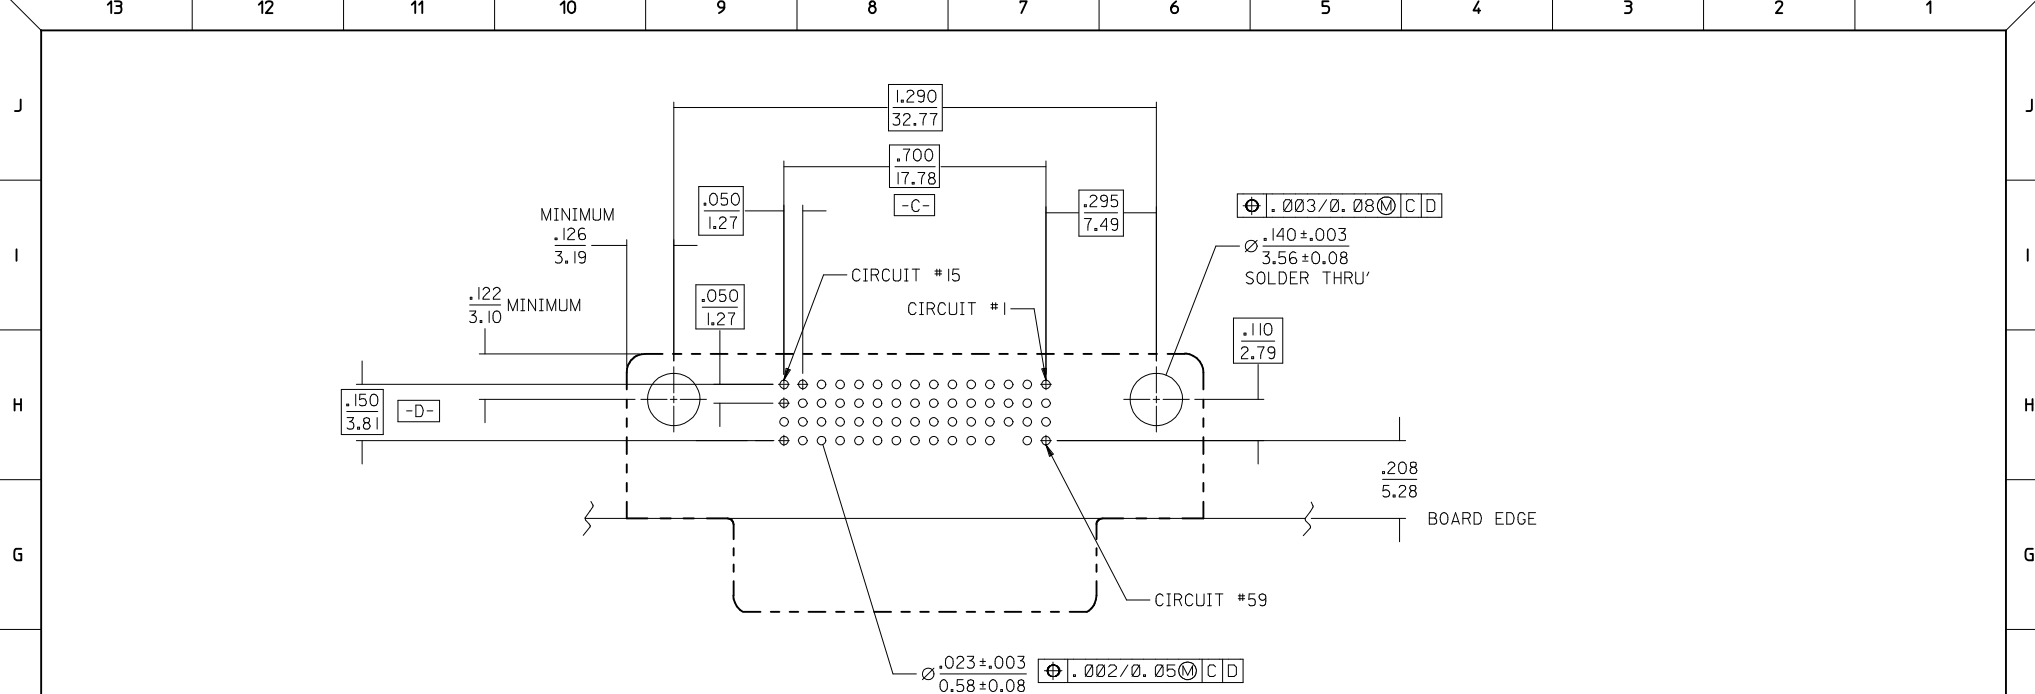 13 12 11 10 9 8 7 6 5 4 3 2 1
J J
1.290
32.77
.700
17.78
-C-
.050
1.27
.295
7.49
⌖ .003/0.08Ⓜ C D
MINIMUM
.126
3.19
I I
∅ .140±.003
3.56±0.08
SOLDER THRU'
CIRCUIT #15
.122
3.10 MINIMUM
.050
1.27
CIRCUIT #1
.110
2.79
H H
.150
3.81
-D-
.208
5.28
BOARD EDGE
G G
CIRCUIT #59
∅ .023±.003
0.58±0.08
⌖ .002/0.05Ⓜ C D